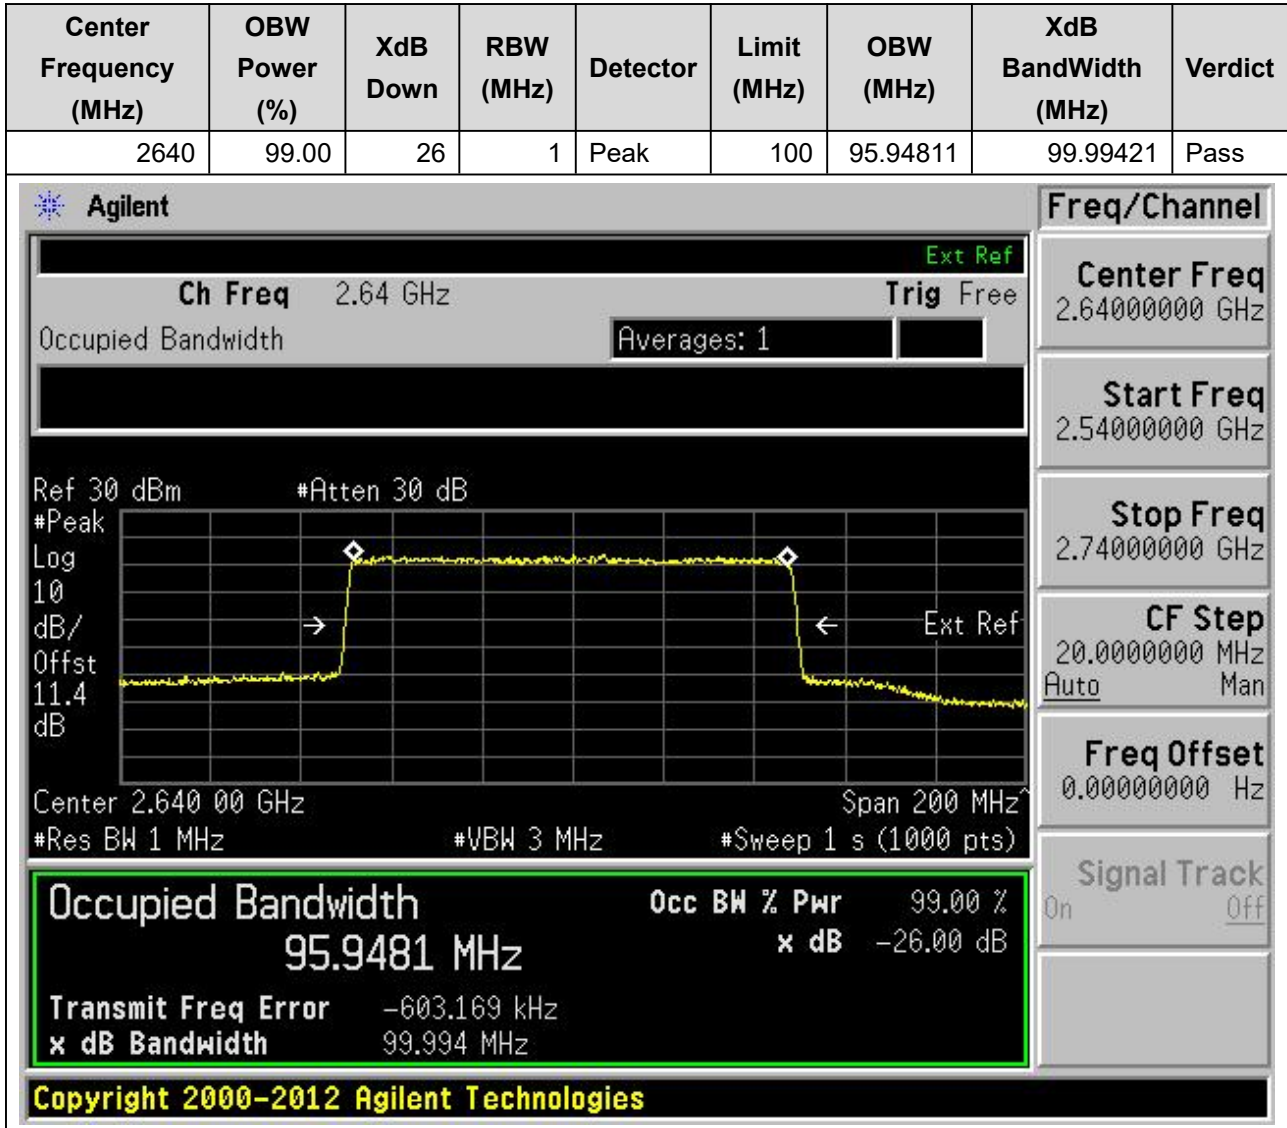 Center Frequency (MHz) OBW Power (%) XdB Down RBW (MHz) Detector Limit (MHz) OBW (MHz) XdB BandWidth (MHz) Verdict
2640 99.00 26 1 Peak 100 95.94811 99.99421 Pass
Agilent
Freq/Channel
Ext Ref
Ch Freq 2.64 GHz Trig Free
Occupied Bandwidth Averages: 1
Center Freq
2.64000000 GHz
Start Freq
2.54000000 GHz
Stop Freq
2.74000000 GHz
CF Step
20.0000000 MHz
Auto Man
Freq Offset
0.00000000 Hz
Signal Track
On Off
Ref 30 dBm #Atten 30 dB
#Peak
Log
10
dB/
Offst
11.4
dB
Ext Ref
Center 2.640 00 GHz Span 200 MHz^
#Res BW 1 MHz #VBW 3 MHz #Sweep 1 s (1000 pts)
Occupied Bandwidth Occ BW % Pwr 99.00 %
95.9481 MHz x dB -26.00 dB
Transmit Freq Error -603.169 kHz
x dB Bandwidth 99.994 MHz
Copyright 2000-2012 Agilent Technologies